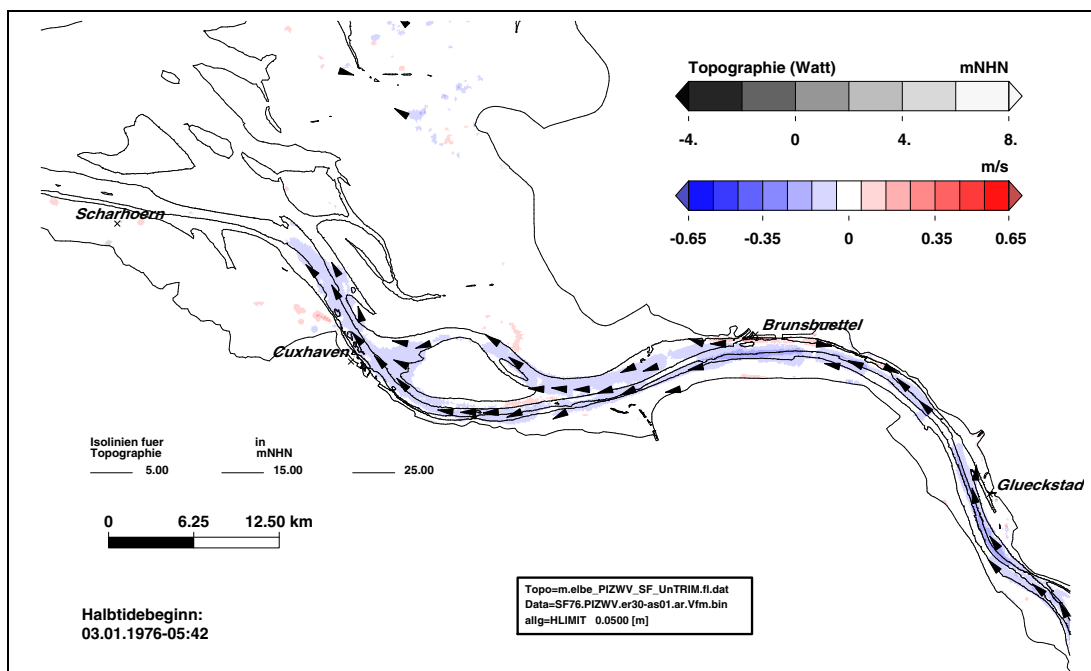 Topographie (Watt) mNHN
-4. 0 4. 8.
m/s
-0.65 -0.35 0 0.35 0.65
Scharhoern
Brunsbuettel
Cuxhaven
Glueckstad
Isolinien fuer
Topographie
in
mNHN
5.00 15.00 25.00
0 6.25 12.50 km
Topo=m.elbe_PIZWV_SF_UnTRIM.fl.dat
Data=SF76.PIZWV.er30-as01.ar.Vfm.bin
allg=HLIMIT 0.0500 [m]
Halbtidebeginn:
03.01.1976-05:42